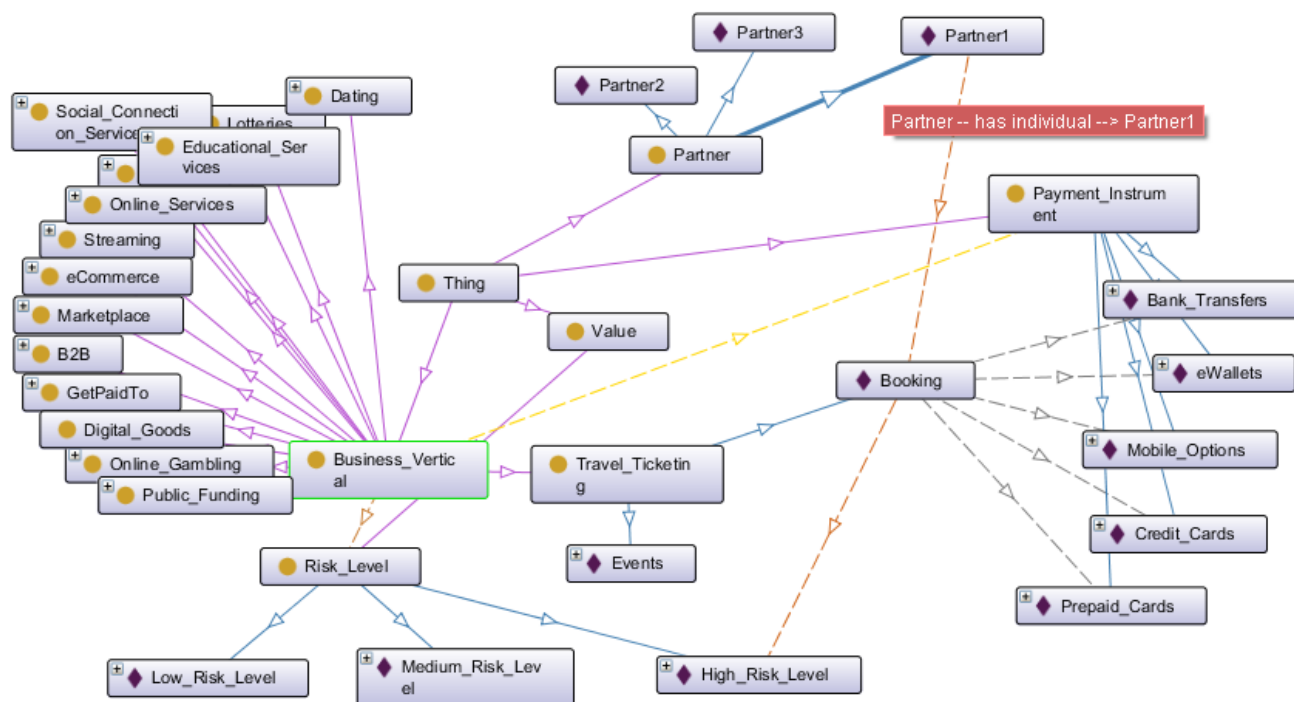 Partner3
Partner1
Partner2
Dating
Social_Connecti
on_Services
Lotteries
Educational_Ser
vices
Partner -- has individual --> Partner1
Partner
Online_Services
Payment_Instrum
ent
Streaming
eCommerce
Thing
Bank_Transfers
Marketplace
Value
B2B
eWallets
Booking
GetPaidTo
Digital_Goods
Mobile_Options
Online_Gambling
Business_Vertic
al
Travel_Ticketin
g
Public_Funding
Credit_Cards
Risk_Level
Events
Prepaid_Cards
Low_Risk_Level
Medium_Risk_Lev
el
High_Risk_Level